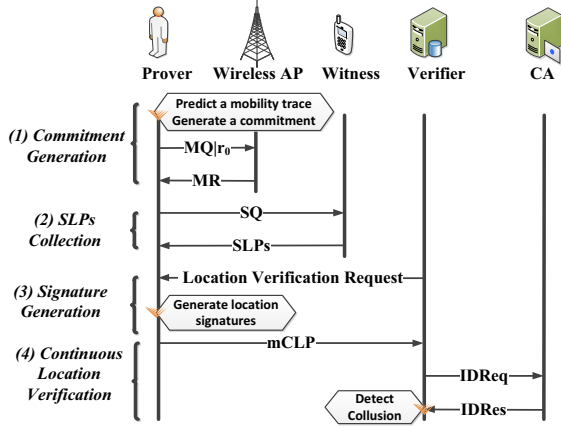 Prover Wireless AP Witness Verifier CA
Predict a mobility trace
Generate a commitment
(1) Commitment
Generation
MQ|r₀
MR
(2) SLPs
Collection
SQ
SLPs
Location Verification Request
(3) Signature
Generation
Generate location
signatures
(4) Continuous
Location
Verification
mCLP
IDReq
Detect
Collusion
IDRes